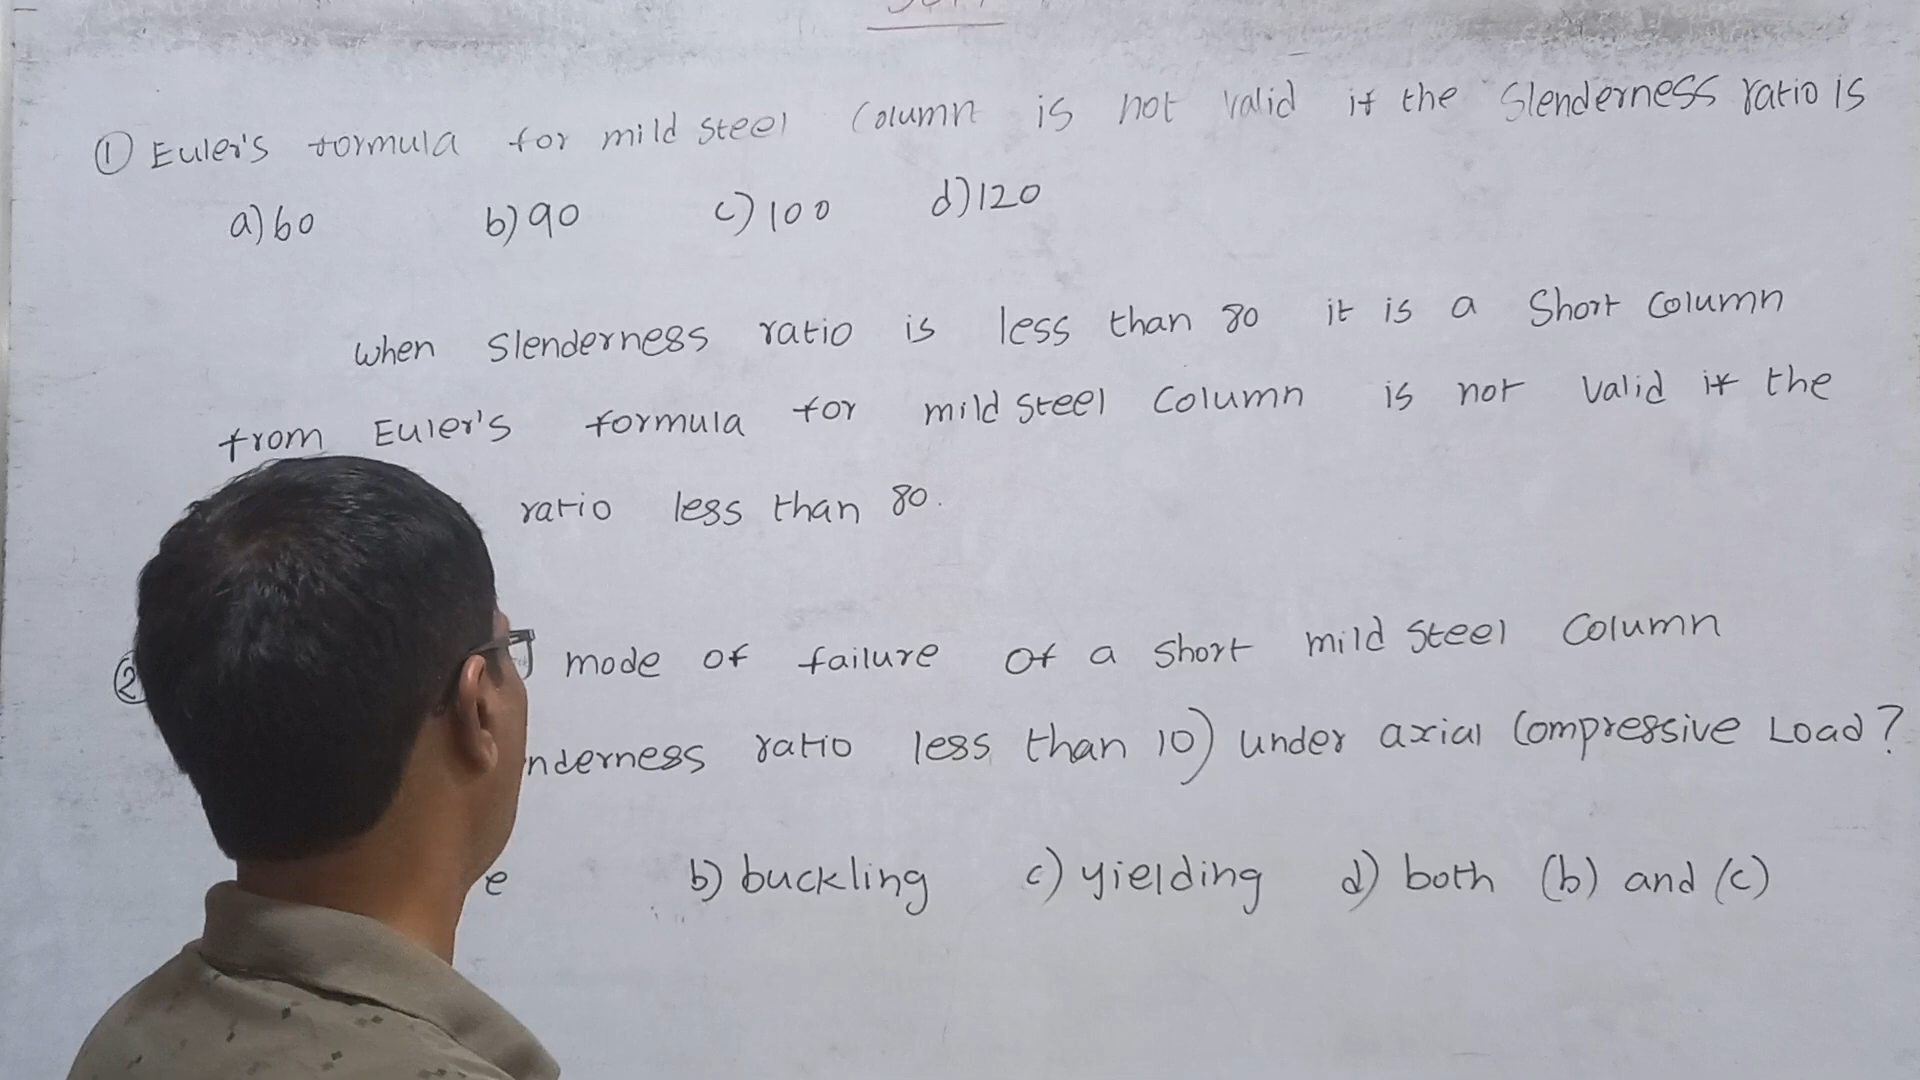 ① Euler's formula for mild steel Column is not valid if the Slenderness ratio is
a) 60 b) 90 c) 100 d) 120
when Slenderness ratio is less than 80 it is a Short Column
from Euler's formula for mild steel Column is not valid if the
ratio less than 80.
② mode of failure of a short mild steel Column
nderness ratio less than 10) under axial Compressive Load?
e b) buckling c) yielding d) both (b) and (c)